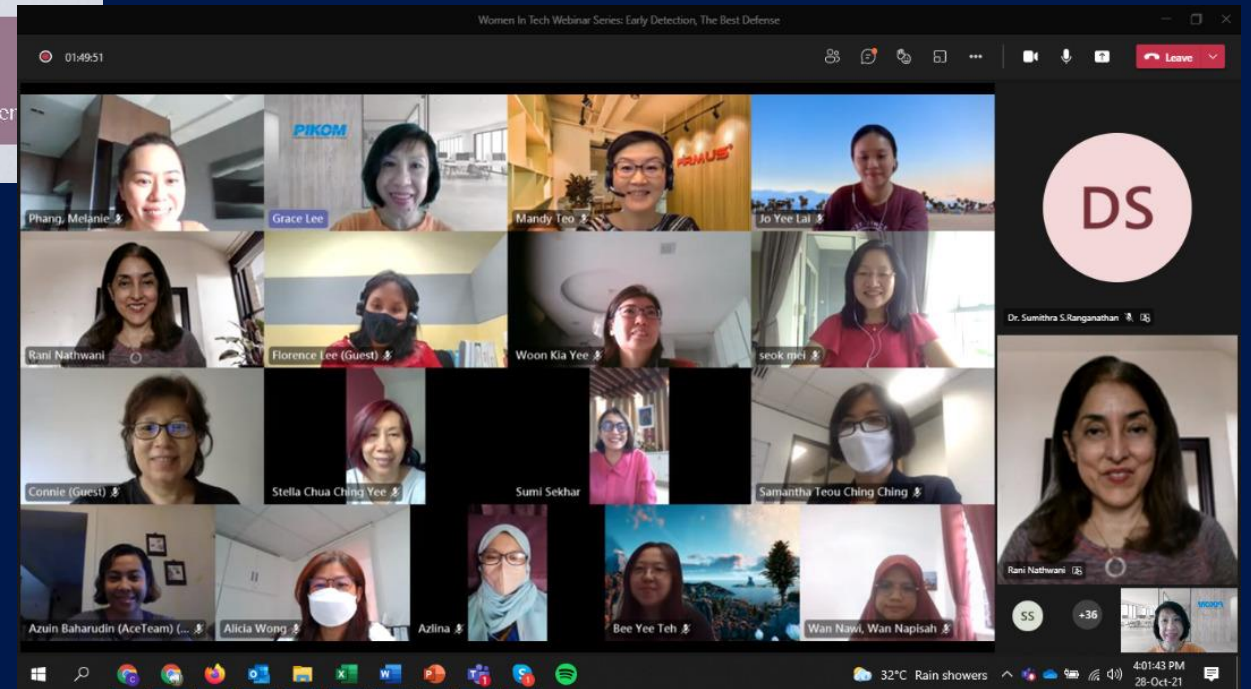 Women In Tech Webinar Series: Early Detection, The Best Defense
01:49:51
Leave
PIKOM
Phang, Melanie
Grace Lee
Mandy Teo
Jo Yee Lai
DS
Dr. Sumithra S.Ranganathan
Rani Nathwani
Florence Lee (Guest)
Woon Kia Yee
seok mei
Connie (Guest)
Stella Chua Ching Yee
Sumi Sekhar
Samantha Teou Ching Ching
Rani Nathwani
Azuin Baharudin (AceTeam) (...
Alicia Wong
Azlina
Bee Yee Teh
Wan Nawi, Wan Napisah
SS
+36
32°C Rain showers
4:01:43 PM
28-Oct-21